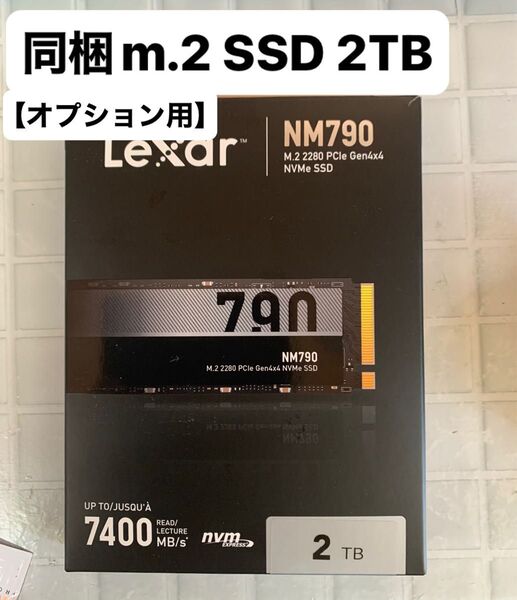 同梱m.2 SSD 2TB
【オプション用】
Lexar™
NM790
M.2 2280 PCIe Gen4x4
NVMe SSD
790
NM790
M.2 2280 PCIe Gen4x4 NVMe SSD
UP TO/JUSQU'À
7400 READ/
LECTURE
MB/s*
nvm
EXPRESS
2 TB